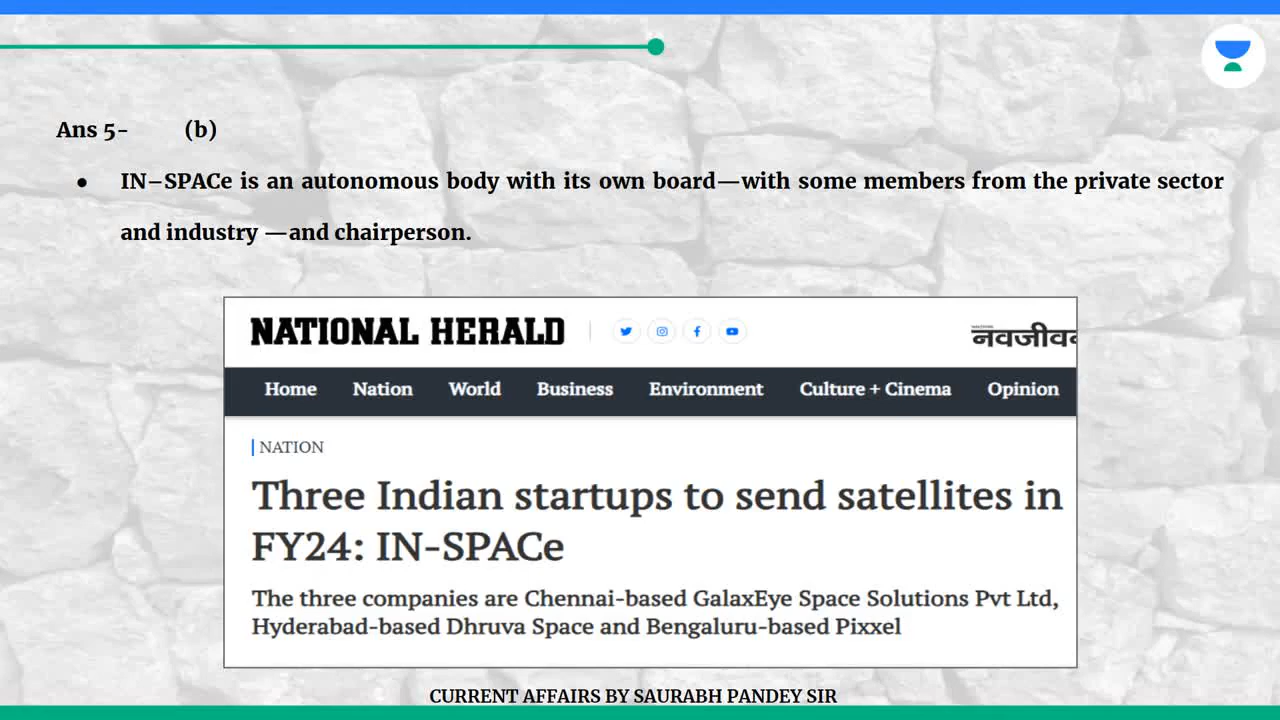 Ans 5- (b)
● IN–SPACe is an autonomous body with its own board—with some members from the private sector
and industry —and chairperson.
NATIONAL HERALD
Home Nation World Business Environment Culture + Cinema Opinion
NATION
Three Indian startups to send satellites in
FY24: IN-SPACe
The three companies are Chennai-based GalaxEye Space Solutions Pvt Ltd,
Hyderabad-based Dhruva Space and Bengaluru-based Pixxel
CURRENT AFFAIRS BY SAURABH PANDEY SIR